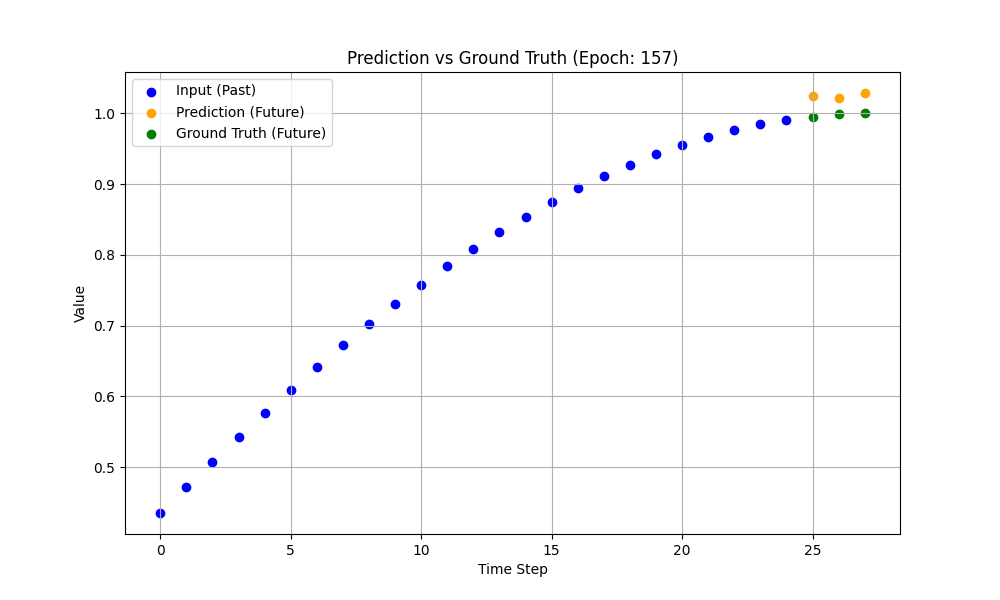 Prediction vs Ground Truth (Epoch: 157)
Input (Past)
Prediction (Future)
Ground Truth (Future)
Value
1.0
0.9
0.8
0.7
0.6
0.5
0 5 10 15 20 25
Time Step